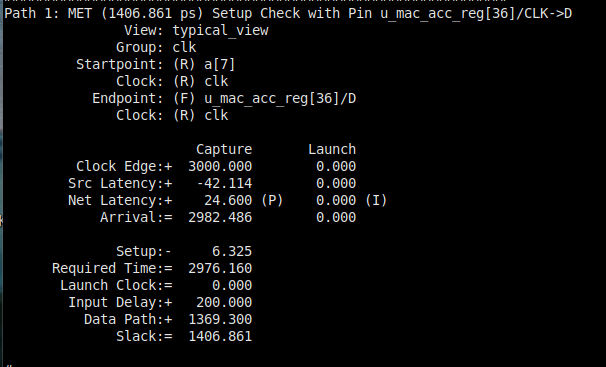 Path 1: MET (1406.861 ps) Setup Check with Pin u_mac_acc_reg[36]/CLK->D
View: typical_view
Group: clk
Startpoint: (R) a[7]
Clock: (R) clk
Endpoint: (F) u_mac_acc_reg[36]/D
Clock: (R) clk
Capture Launch
Clock Edge:+ 3000.000 0.000
Src Latency:+ -42.114 0.000
Net Latency:+ 24.600 (P) 0.000 (I)
Arrival:= 2982.486 0.000
Setup:- 6.325
Required Time:= 2976.160
Launch Clock:= 0.000
Input Delay:+ 200.000
Data Path:+ 1369.300
Slack:= 1406.861